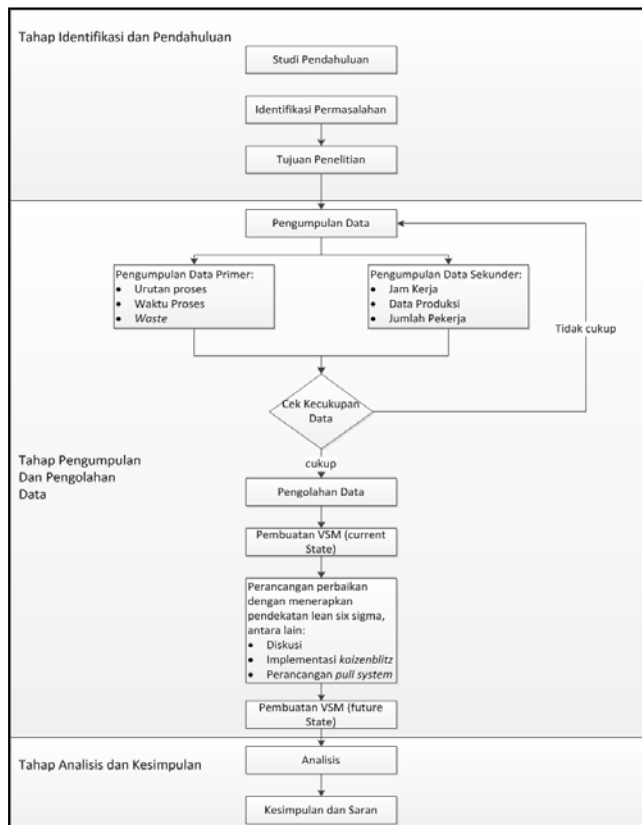 Tahap Identifikasi dan Pendahuluan
Studi Pendahuluan
Identifikasi Permasalahan
Tujuan Penelitian
Pengumpulan Data
Pengumpulan Data Primer:
• Urutan proses
• Waktu Proses
• Waste
Pengumpulan Data Sekunder:
• Jam Kerja
• Data Produksi
• Jumlah Pekerja
Tidak cukup
Cek Kecukupan
Data
cukup
Tahap Pengumpulan
Dan Pengolahan
Data
Pengolahan Data
Pembuatan VSM (current
State)
Perancangan perbaikan
dengan menerapkan
pendekatan lean six sigma,
antara lain:
• Diskusi
• Implementasi kaizenblitz
• Perancangan pull system
Pembuatan VSM (future
State)
Tahap Analisis dan Kesimpulan
Analisis
Kesimpulan dan Saran